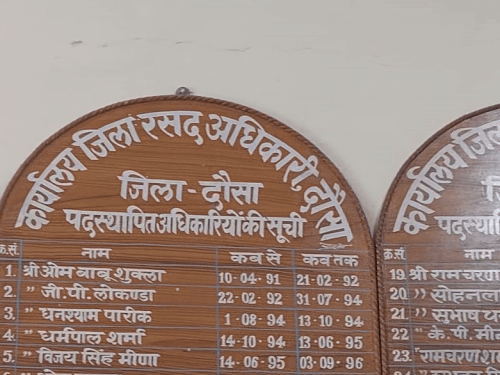 कार्यालय जिला रसद अधिकारी, दौसा
जिला - दौसा
पदस्थापित अधिकारियों की सूची
क्र.सं. नाम कब से कब तक
1. श्री ओम बाबू शुक्ला 10-04-91 21-02-92
2. " जी.पी. लोकण्डा 22-02-92 31-07-94
3. " घनश्याम पारीक 1-08-94 13-10-94
4. " धर्मपाल शर्मा 14-10-94 13-06-95
5. " विजय सिंह मीणा 14-06-95 03-09-96
कार्यालय जिला
पदस्थापि
क्र.सं. नाम
19. श्री राम चरण
20. " सोहनल
21. " सुभाष
22. " के.पी. मी
23. " रामचरण